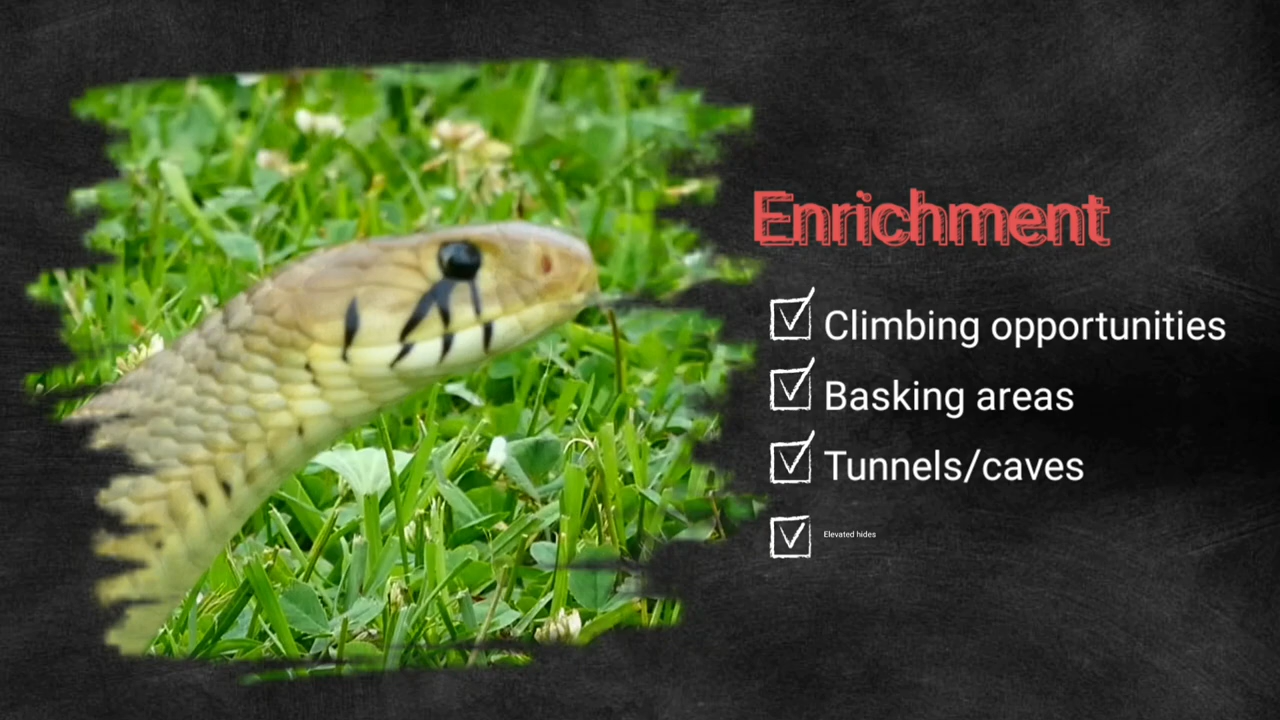 Enrichment
Climbing opportunities
Basking areas
Tunnels/caves
Elevated hides